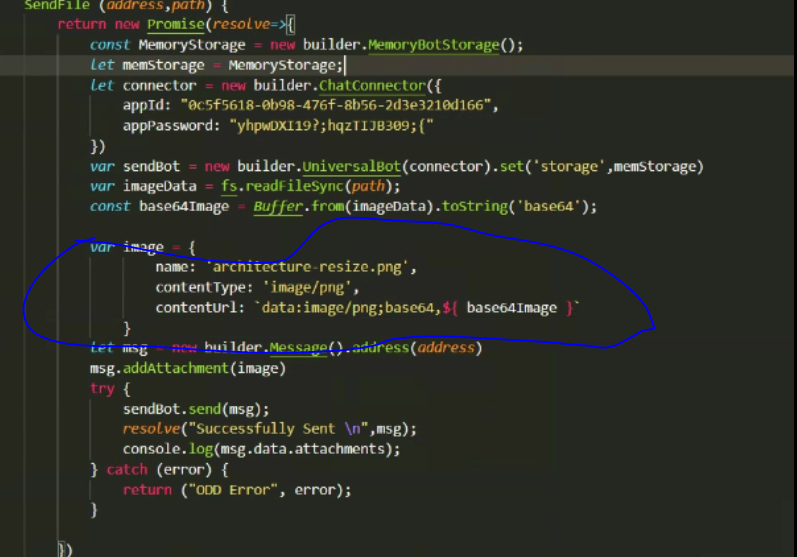 SendFile (address,path) {
return new Promise(resolve=>{
const MemoryStorage = new builder.MemoryBotStorage();
let memStorage = MemoryStorage;
let connector = new builder.ChatConnector({
appId: "0c5f5618-0b98-476f-8b56-2d3e3210d166",
appPassword: "yhpwDXI19?;hqzTIJB309;{"
})
var sendBot = new builder.UniversalBot(connector).set('storage',memStorage)
var imageData = fs.readFileSync(path);
const base64Image = Buffer.from(imageData).toString('base64');
var image = {
name: 'architecture-resize.png',
contentType: 'image/png',
contentUrl: `data:image/png;base64,${ base64Image }`
}
let msg = new builder.Message().address(address)
msg.addAttachment(image)
try {
sendBot.send(msg);
resolve("Successfully Sent \n",msg);
console.log(msg.data.attachments);
} catch (error) {
return ("ODD Error", error);
}
})